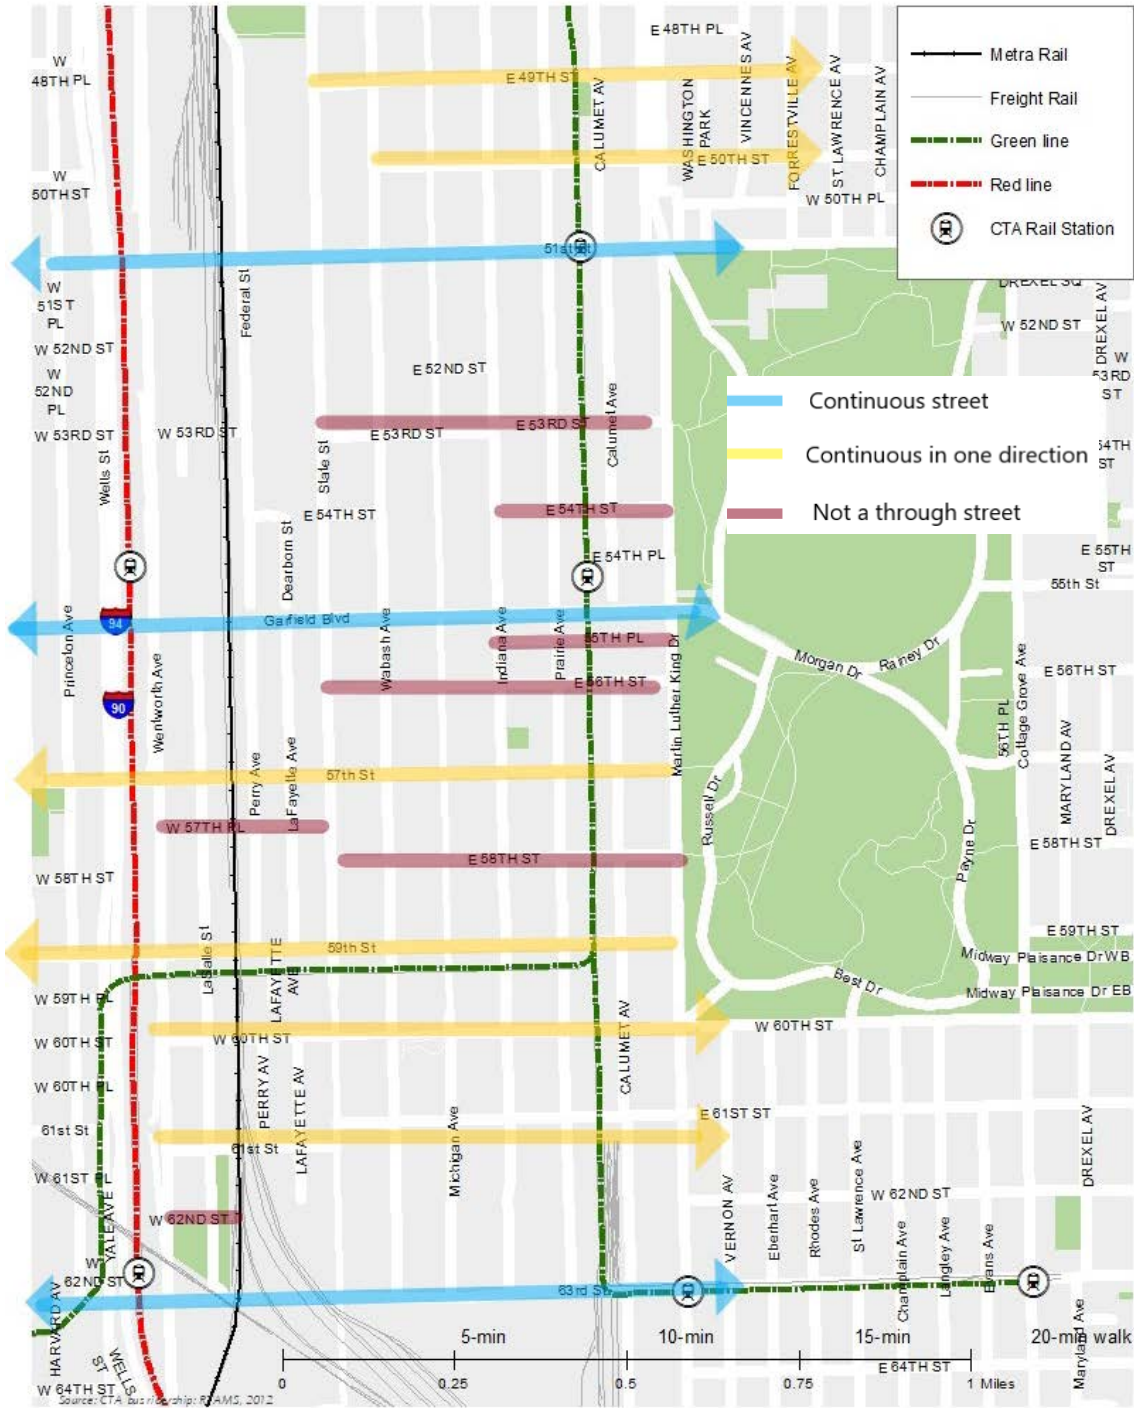 Metra Rail
Freight Rail
Green line
Red line
CTA Rail Station
Continuous street
Continuous in one direction
Not a through street
W
48TH PL
E 48TH PL
E 49TH ST
CALUMET AV
WASHINGTON
PARK
VINCENNES AV
FORRESTVILLE AV
ST LAWRENCE AV
CHAMPLAIN AV
W
50TH ST
E 50TH ST
W 50TH PL
51st St
W
51ST
PL
Federal St
DREXEL SQ
W 52ND ST
DREXEL AV
W 52ND ST
E 52ND ST
W
52ND
PL
W
53RD
ST
W 53RD ST
W 53RD ST
E 53RD ST
E 53RD ST
Calumet Ave
Wells St
State St
54TH
ST
E 54TH ST
E 54TH ST
Dearborn St
E 54TH PL
E 55TH
ST
55th St
94
Garfield Blvd
Princeton Ave
Wentworth Ave
Wabash Ave
Indiana Ave
Prairie Ave
55TH PL
Martin Luther King Dr
Morgan Dr
Rainey Dr
E 56TH ST
E 56TH ST
90
56TH PL
Cottage Grove Ave
MARYLAND AV
DREXEL AV
57th St
Perry Ave
LaFayette Ave
Russell Dr
W 57TH PL
E 58TH ST
E 58TH ST
Payne Dr
W 58TH ST
E 59TH ST
59th St
LaSalle St
LAFAYETTE
AVE
Midway Plaisance Dr WB
Best Dr
Midway Plaisance Dr EB
W 59TH PL
CALUMET AV
W 60TH ST
W 60TH ST
W 60TH ST
W 60TH PL
PERRY AV
LAFAYETTE AV
Michigan Ave
E 61ST ST
61st St
61st St
DREXEL AV
W 61ST PL
YALE AVE
W 62ND ST
W 62ND ST
VERNON AV
Eberhart Ave
Rhodes Ave
St Lawrence Ave
Champlain Ave
Langley Ave
Evans Ave
W
62ND ST
63rd St
HARVARD AV
WELLS
ST
Maryland Av
5-min
10-min
15-min
20-min walk
E 64TH ST
W 64TH ST
0
0.25
0.5
0.75
1 Miles